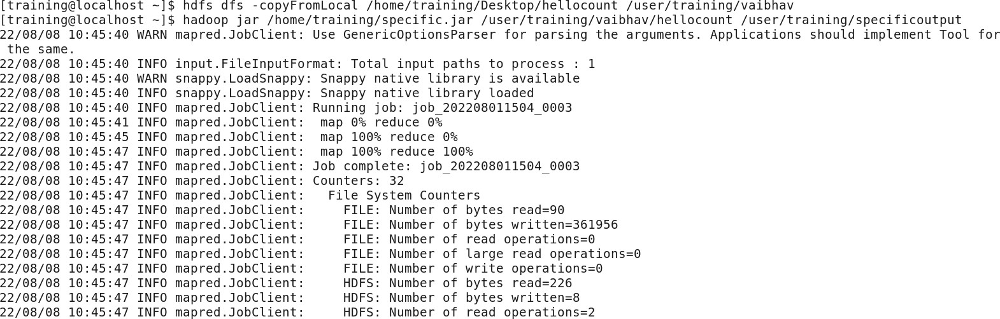 [training@localhost ~]$ hdfs dfs -copyFromLocal /home/training/Desktop/hellocount /user/training/vaibhav
[training@localhost ~]$ hadoop jar /home/training/specific.jar /user/training/vaibhav/hellocount /user/training/specificoutput
22/08/08 10:45:40 WARN mapred.JobClient: Use GenericOptionsParser for parsing the arguments. Applications should implement Tool for
 the same.
22/08/08 10:45:40 INFO input.FileInputFormat: Total input paths to process : 1
22/08/08 10:45:40 WARN snappy.LoadSnappy: Snappy native library is available
22/08/08 10:45:40 INFO snappy.LoadSnappy: Snappy native library loaded
22/08/08 10:45:40 INFO mapred.JobClient: Running job: job_202208011504_0003
22/08/08 10:45:41 INFO mapred.JobClient:  map 0% reduce 0%
22/08/08 10:45:45 INFO mapred.JobClient:  map 100% reduce 0%
22/08/08 10:45:47 INFO mapred.JobClient:  map 100% reduce 100%
22/08/08 10:45:47 INFO mapred.JobClient: Job complete: job_202208011504_0003
22/08/08 10:45:47 INFO mapred.JobClient: Counters: 32
22/08/08 10:45:47 INFO mapred.JobClient:   File System Counters
22/08/08 10:45:47 INFO mapred.JobClient:     FILE: Number of bytes read=90
22/08/08 10:45:47 INFO mapred.JobClient:     FILE: Number of bytes written=361956
22/08/08 10:45:47 INFO mapred.JobClient:     FILE: Number of read operations=0
22/08/08 10:45:47 INFO mapred.JobClient:     FILE: Number of large read operations=0
22/08/08 10:45:47 INFO mapred.JobClient:     FILE: Number of write operations=0
22/08/08 10:45:47 INFO mapred.JobClient:     HDFS: Number of bytes read=226
22/08/08 10:45:47 INFO mapred.JobClient:     HDFS: Number of bytes written=8
22/08/08 10:45:47 INFO mapred.JobClient:     HDFS: Number of read operations=2